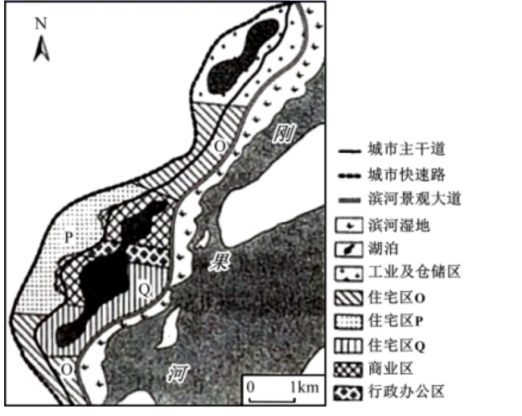 N
刚
果
河
O
P
Q
O
0 1km
城市主干道
城市快速路
滨河景观大道
滨河湿地
湖泊
工业及仓储区
住宅区O
住宅区P
住宅区Q
商业区
行政办公区